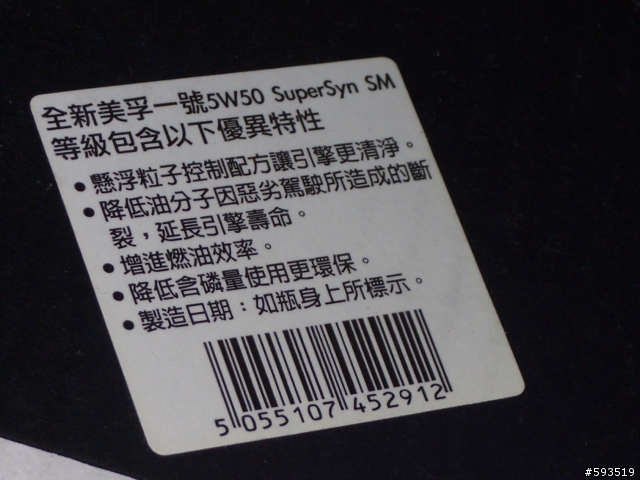 全新美孚一號5W50 SuperSyn SM
等級包含以下優異特性
•懸浮粒子控制配方讓引擎更清淨。
•降低油分子因惡劣駕駛所造成的斷
裂，延長引擎壽命。
•增進燃油效率。
•降低含磷量使用更環保。
•製造日期：如瓶身上所標示。
5 055107 452912
#593519